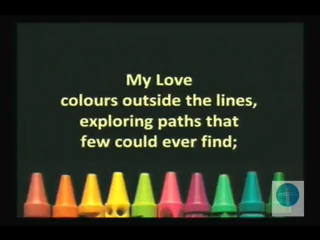 My Love
colours outside the lines,
exploring paths that
few could ever find;